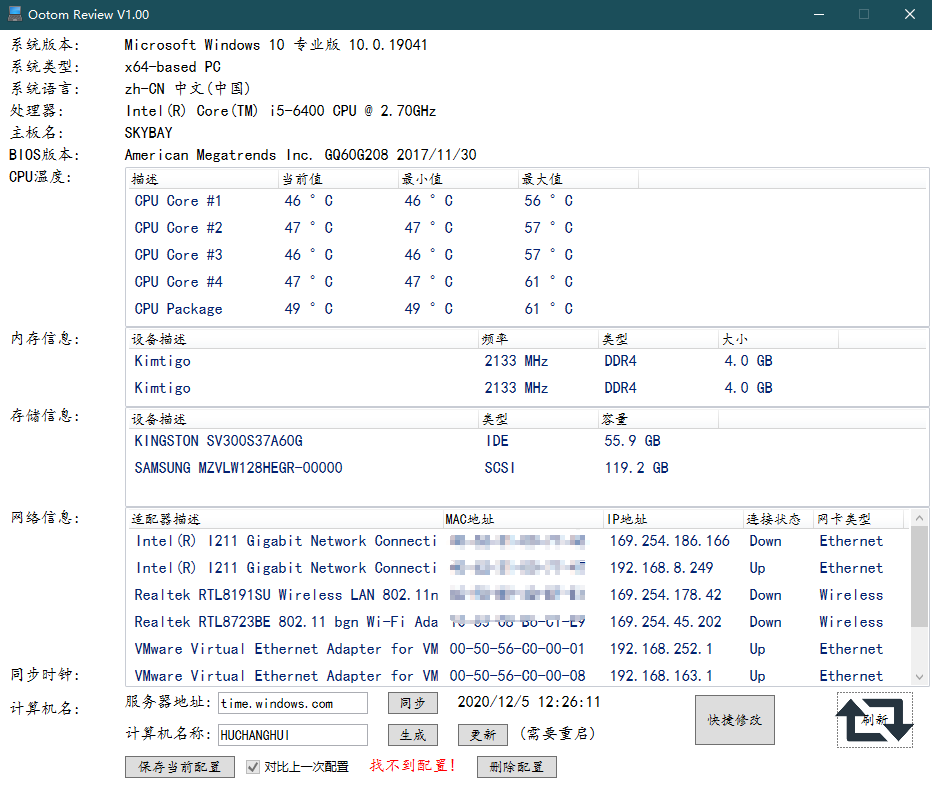 Ootom Review V1.00
系统版本: Microsoft Windows 10 专业版 10.0.19041
系统类型: x64-based PC
系统语言: zh-CN 中文(中国)
处理器: Intel(R) Core(TM) i5-6400 CPU @ 2.70GHz
主板名: SKYBAY
BIOS版本: American Megatrends Inc. GQ60G208 2017/11/30
CPU温度: 描述 当前值 最小值 最大值
CPU Core #1 46 ° C 46 ° C 56 ° C
CPU Core #2 47 ° C 47 ° C 57 ° C
CPU Core #3 46 ° C 46 ° C 57 ° C
CPU Core #4 47 ° C 47 ° C 61 ° C
CPU Package 49 ° C 49 ° C 61 ° C
内存信息: 设备描述 频率 类型 大小
Kimtigo 2133 MHz DDR4 4.0 GB
Kimtigo 2133 MHz DDR4 4.0 GB
存储信息: 设备描述 类型 容量
KINGSTON SV300S37A60G IDE 55.9 GB
SAMSUNG MZVLW128HEGR-00000 SCSI 119.2 GB
网络信息: 适配器描述 MAC地址 IP地址 连接状态 网卡类型
Intel(R) I211 Gigabit Network Connecti 169.254.186.166 Down Ethernet
Intel(R) I211 Gigabit Network Connecti 192.168.8.249 Up Ethernet
Realtek RTL8191SU Wireless LAN 802.11n 169.254.178.42 Down Wireless
Realtek RTL8723BE 802.11 bgn Wi-Fi Ada 169.254.45.202 Down Wireless
VMware Virtual Ethernet Adapter for VM 00-50-56-C0-00-01 192.168.252.1 Up Ethernet
VMware Virtual Ethernet Adapter for VM 00-50-56-C0-00-08 192.168.163.1 Up Ethernet
同步时钟: 服务器地址: time.windows.com 同步 2020/12/5 12:26:11 快捷修改 刷新
计算机名: 计算机名称: HUCHANGHUI 生成 更新 (需要重启)
保存当前配置 对比上一次配置 找不到配置! 删除配置